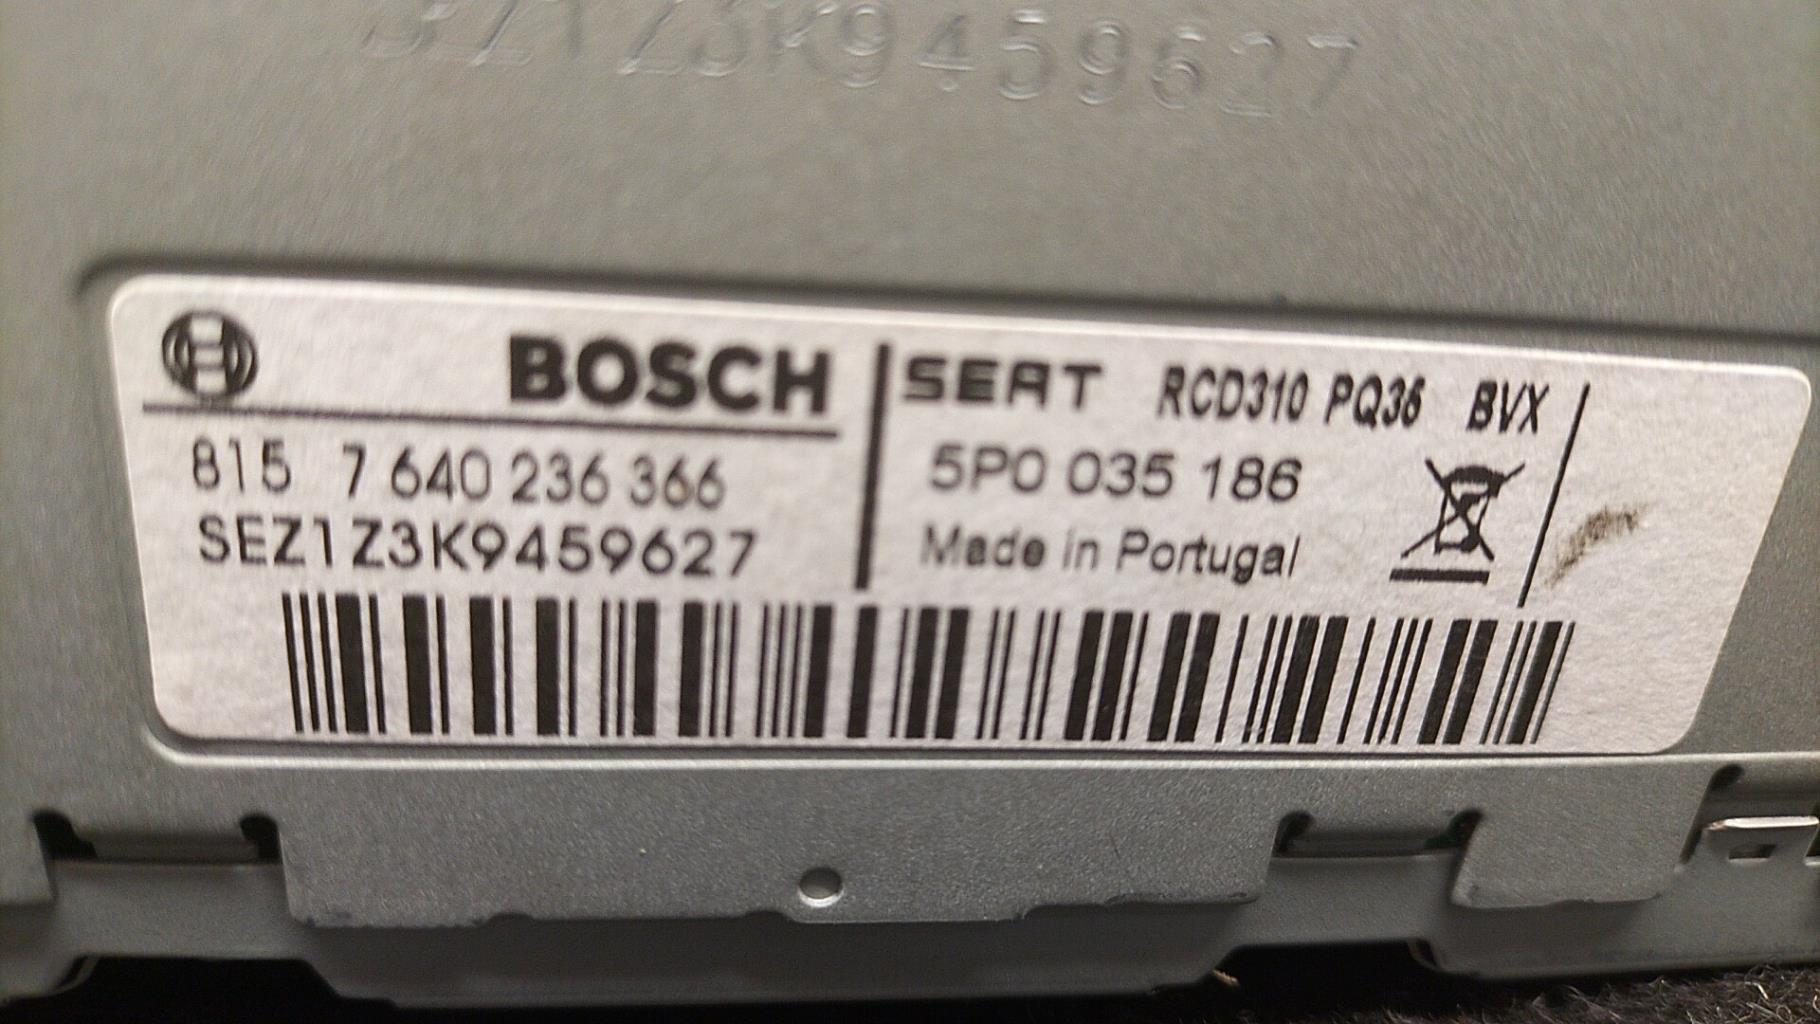 SEZ1Z3K9459627
BOSCH
815 7 640 236 366
SEZ1Z3K9459627
SEAT RCD310 PQ35 BVX
5P0 035 186
Made in Portugal